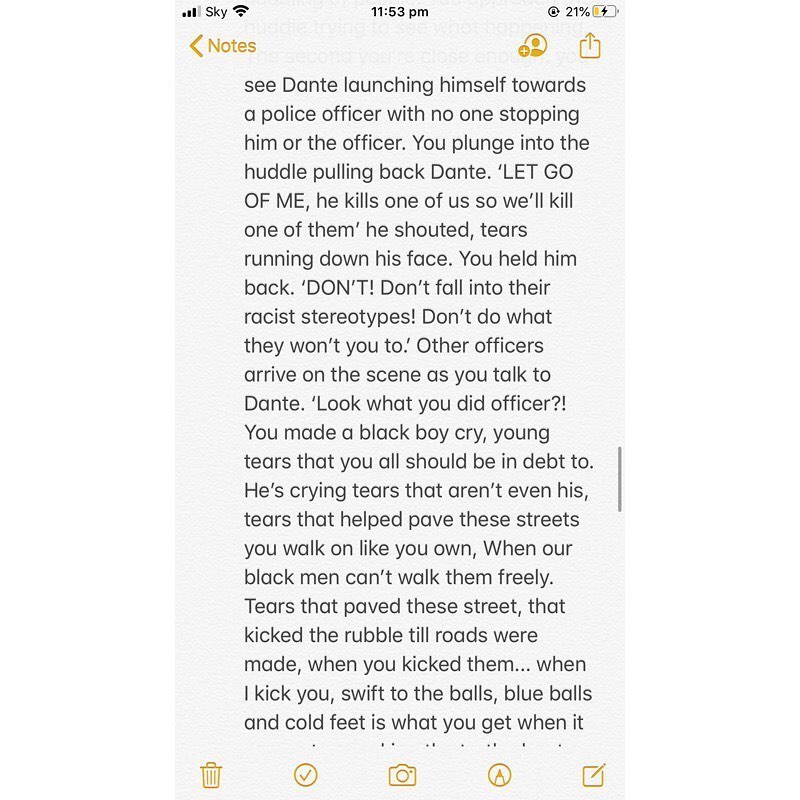 Sky
11:53 pm
21%
Notes
huddle trying to see what happening.
The second you're close enough, you
see Dante launching himself towards
a police officer with no one stopping
him or the officer. You plunge into the
huddle pulling back Dante. ‘LET GO
OF ME, he kills one of us so we’ll kill
one of them’ he shouted, tears
running down his face. You held him
back. ‘DON’T! Don’t fall into their
racist stereotypes! Don’t do what
they won’t you to.’ Other officers
arrive on the scene as you talk to
Dante. ‘Look what you did officer?!
You made a black boy cry, young
tears that you all should be in debt to.
He’s crying tears that aren’t even his,
tears that helped pave these streets
you walk on like you own, When our
black men can’t walk them freely.
Tears that paved these street, that
kicked the rubble till roads were
made, when you kicked them... when
I kick you, swift to the balls, blue balls
and cold feet is what you get when it